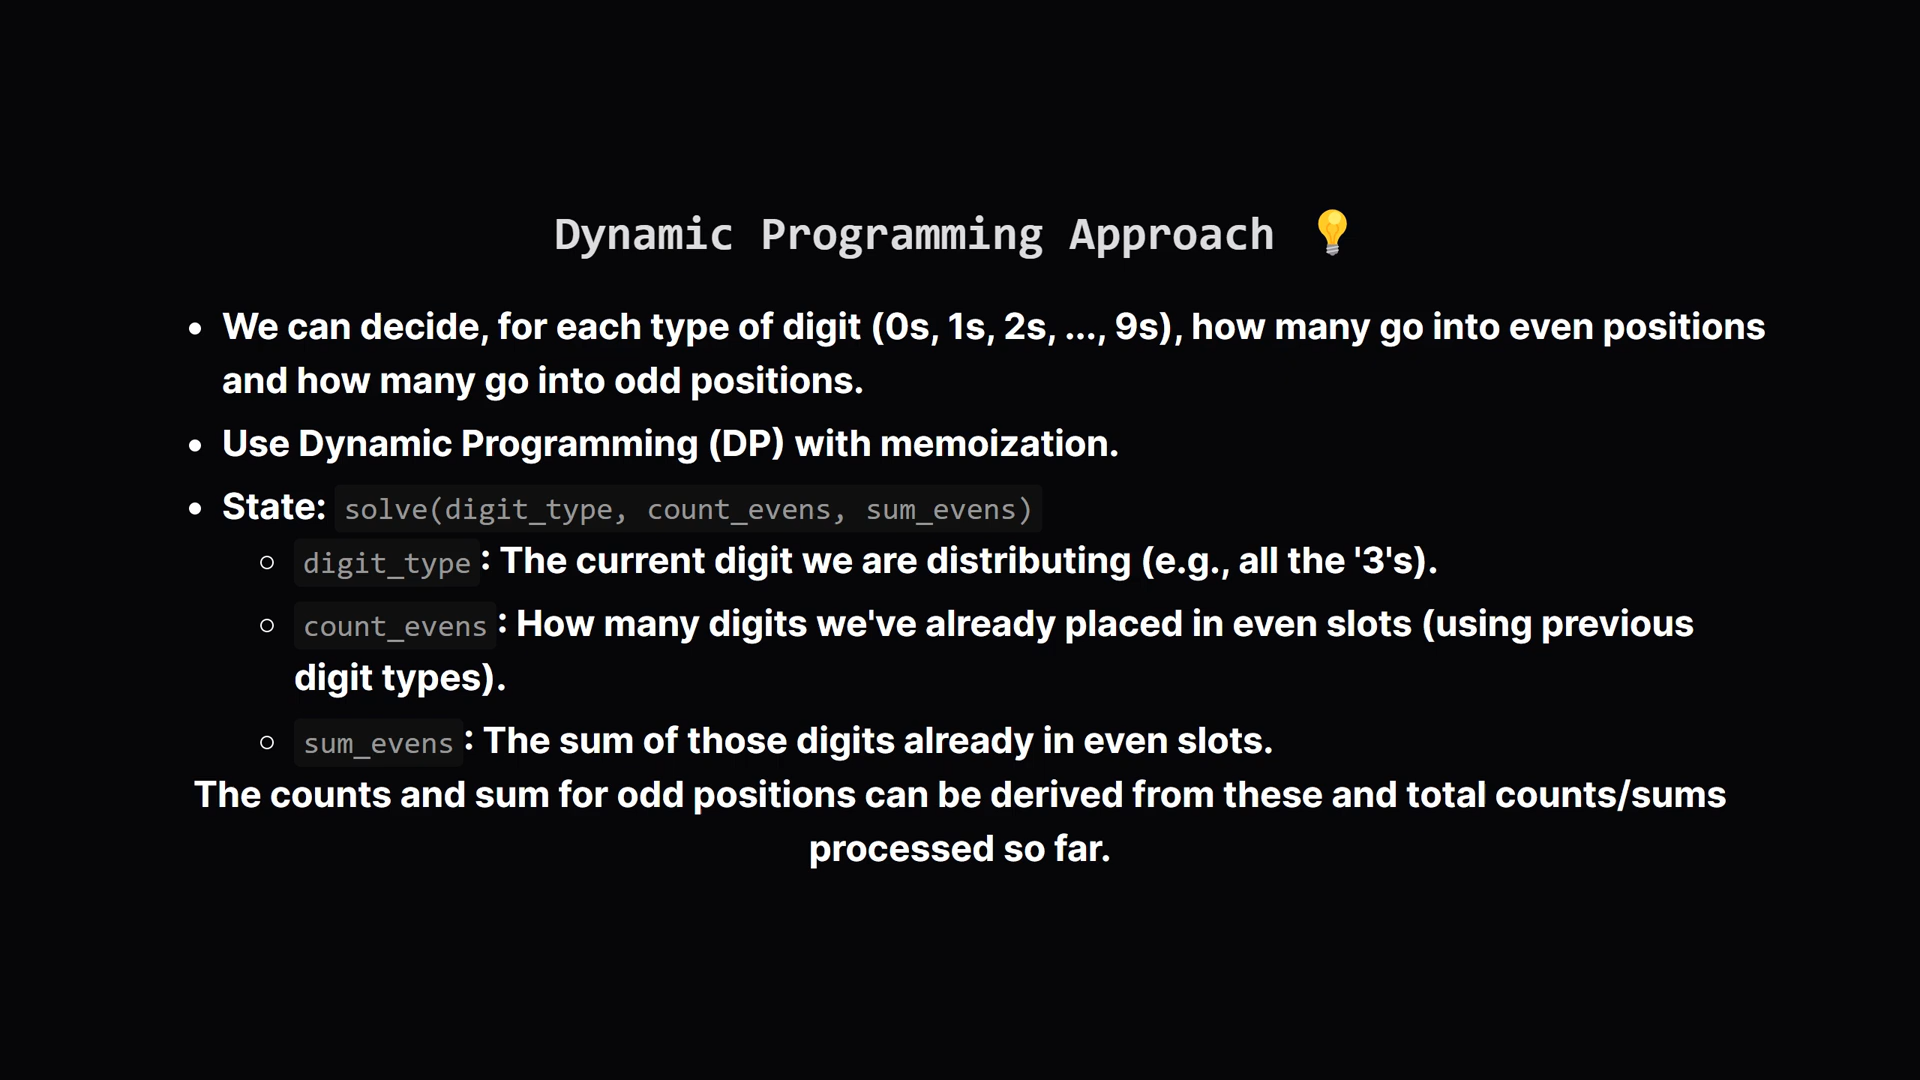 Dynamic Programming Approach 💡
• We can decide, for each type of digit (0s, 1s, 2s, ..., 9s), how many go into even positions
and how many go into odd positions.
• Use Dynamic Programming (DP) with memoization.
• State: solve(digit_type, count_evens, sum_evens)
◦ digit_type: The current digit we are distributing (e.g., all the '3's).
◦ count_evens: How many digits we've already placed in even slots (using previous
digit types).
◦ sum_evens: The sum of those digits already in even slots.
The counts and sum for odd positions can be derived from these and total counts/sums
processed so far.